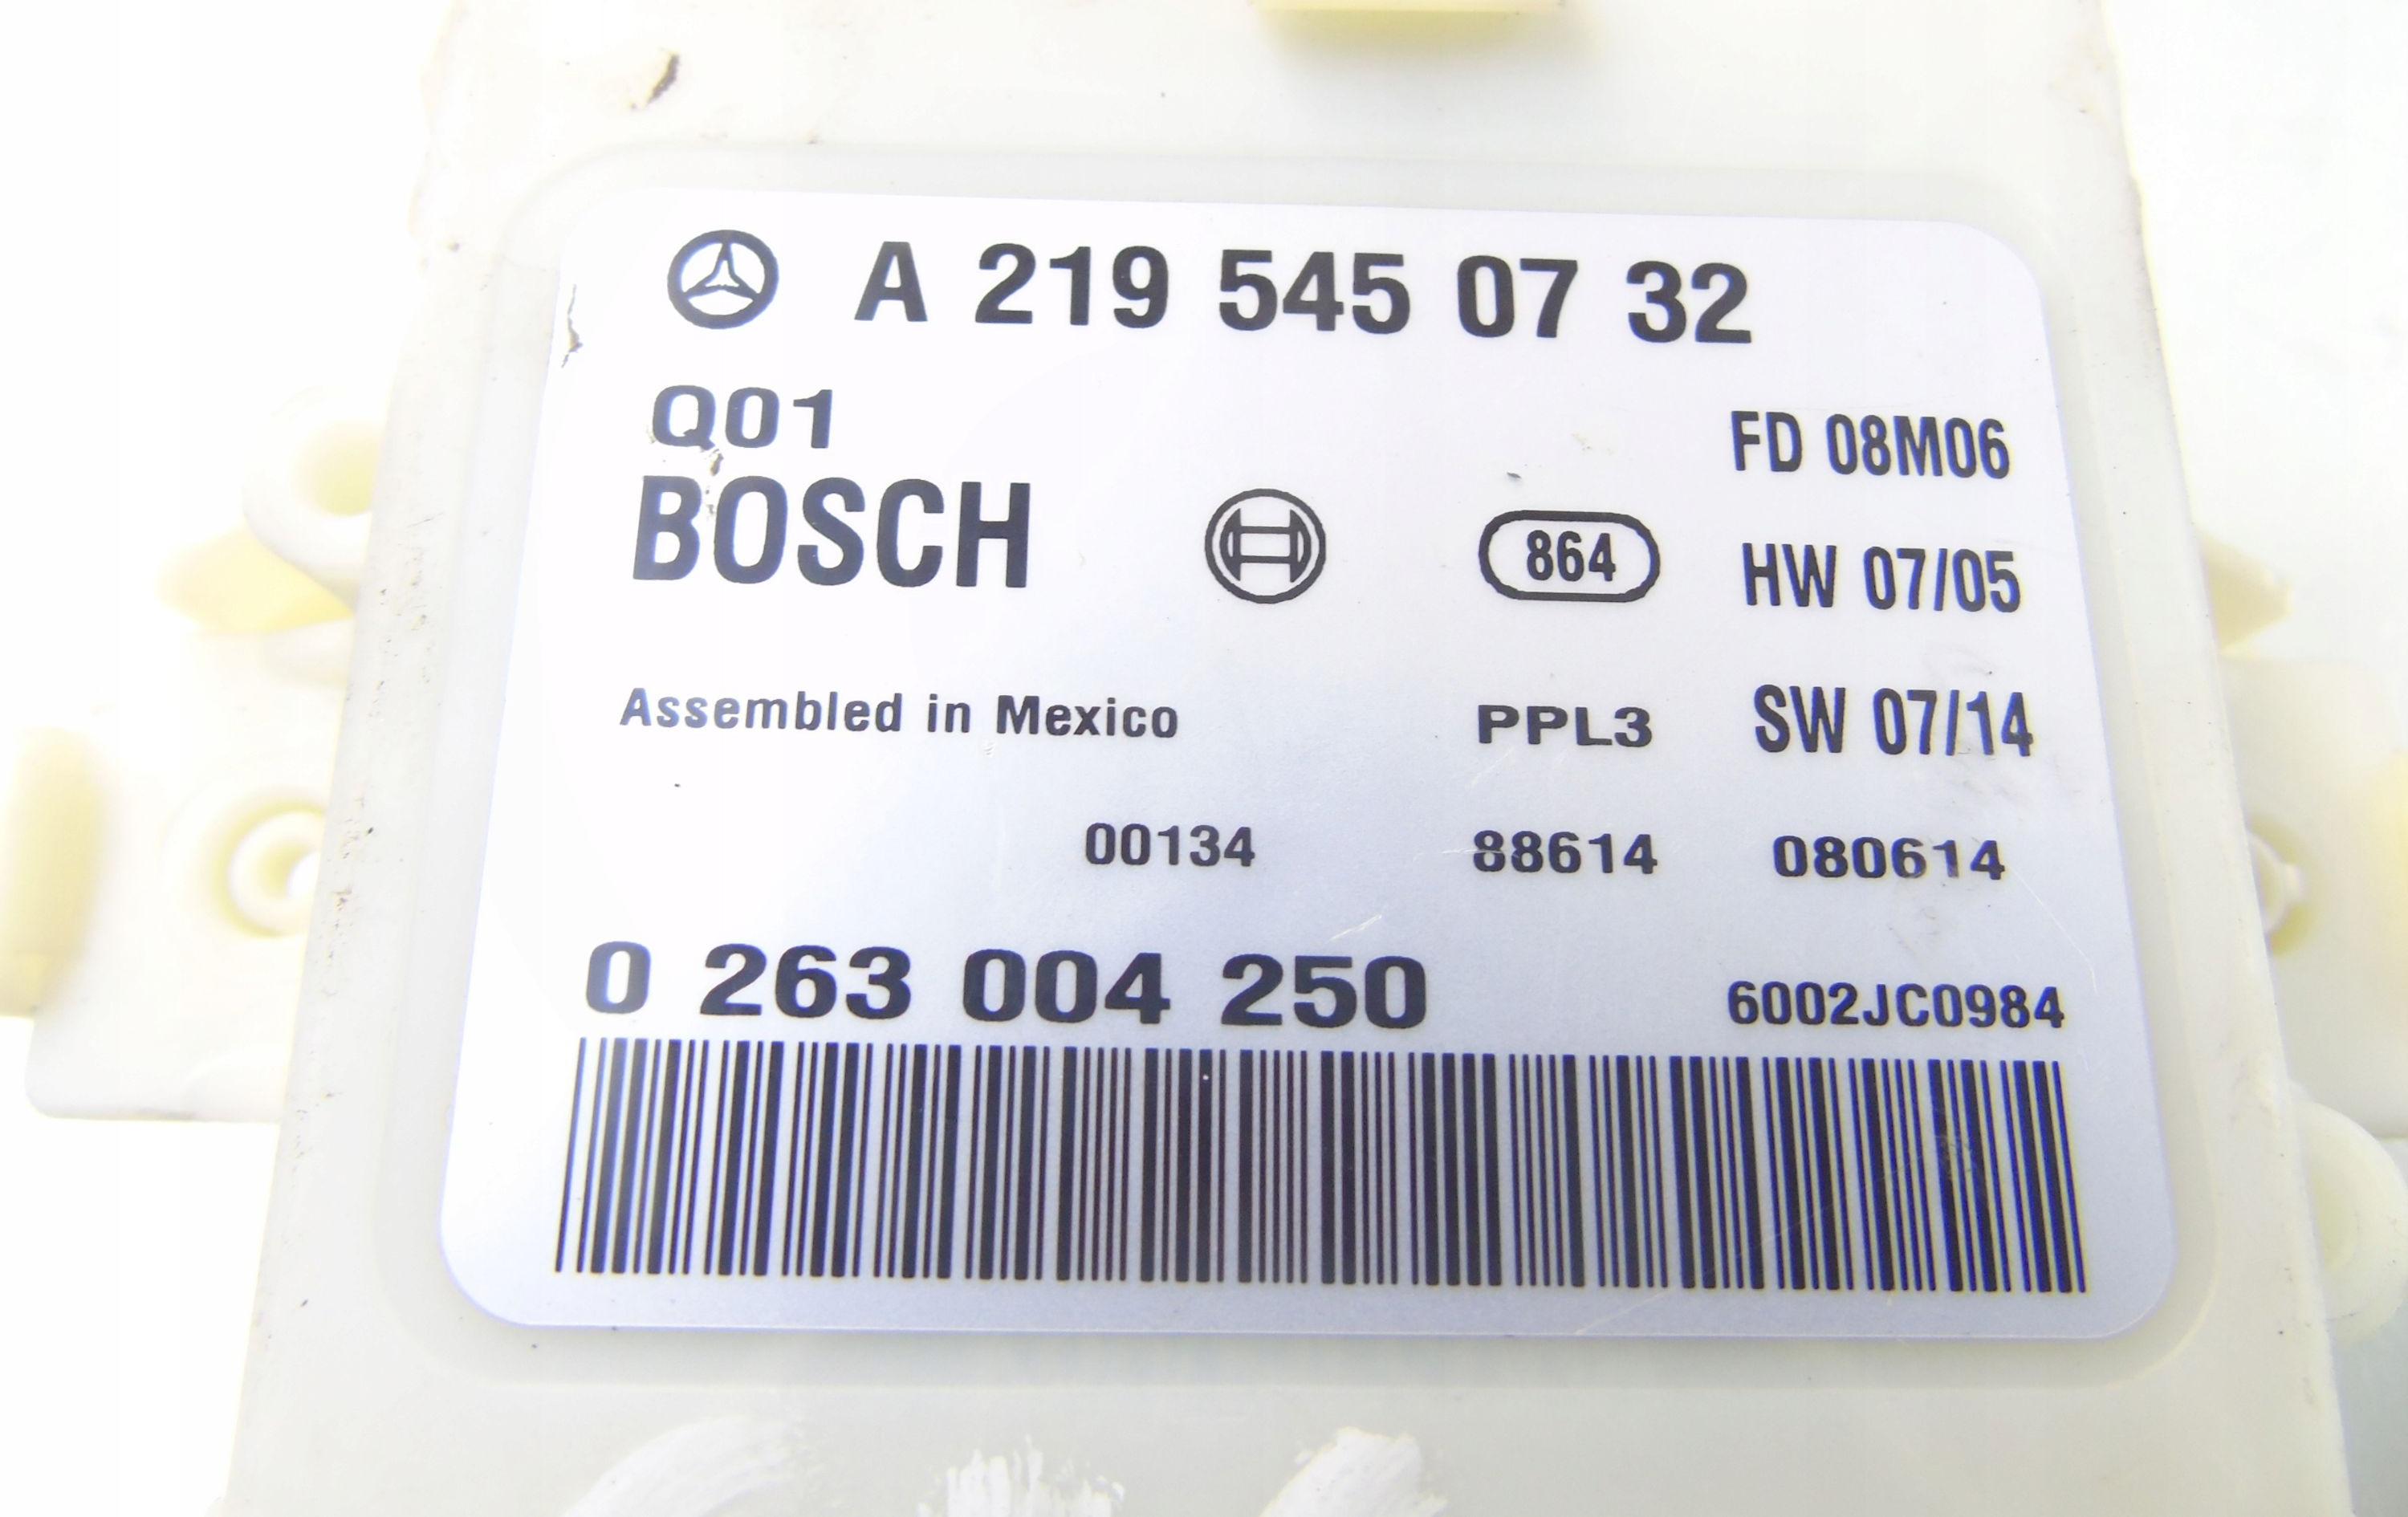 A 219 545 07 32
Q01
FD 08M06
BOSCH
864
HW 07/05
Assembled in Mexico
PPL3
SW 07/14
00134
88614
080614
0 263 004 250
6002JC0984